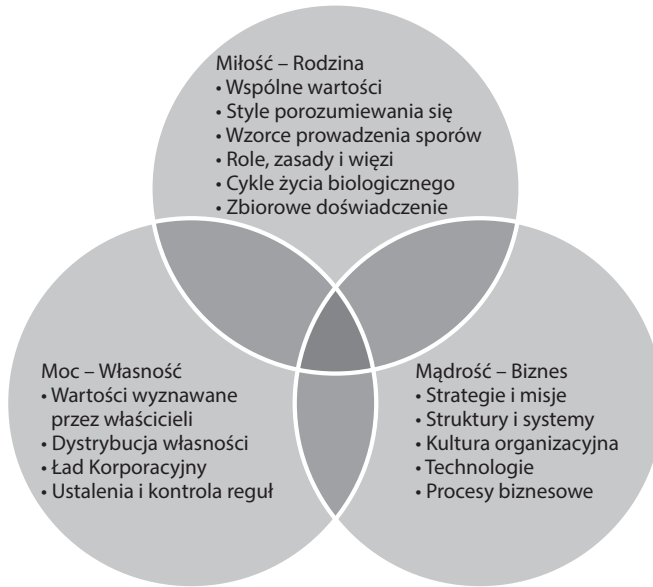 Miłość – Rodzina
• Wspólne wartości
• Style porozumiewania się
• Wzorce prowadzenia sporów
• Role, zasady i więzi
• Cykle życia biologicznego
• Zbiorowe doświadczenie
Moc – Własność
• Wartości wyznawane
przez właścicieli
• Dystrybucja własności
• Ład Korporacyjny
• Ustalenia i kontrola reguł
Mądrość – Biznes
• Strategie i misje
• Struktury i systemy
• Kultura organizacyjna
• Technologie
• Procesy biznesowe